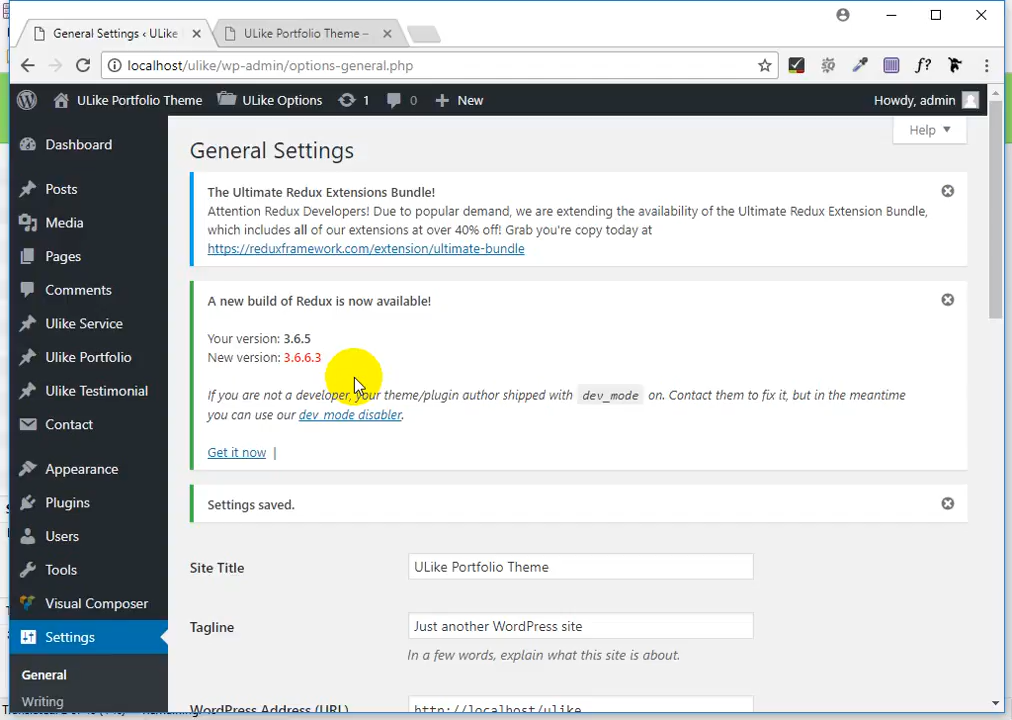 General Settings ‹ ULike
ULike Portfolio Theme –
localhost/ulike/wp-admin/options-general.php
f?
ULike Portfolio Theme
ULike Options
1
0
New
Howdy, admin
Help
Dashboard
Posts
Media
Pages
Comments
Ulike Service
Ulike Portfolio
Ulike Testimonial
Contact
Appearance
Plugins
Users
Tools
Visual Composer
Settings
General
Writing
General Settings
The Ultimate Redux Extensions Bundle!
Attention Redux Developers! Due to popular demand, we are extending the availability of the Ultimate Redux Extension Bundle,
which includes all of our extensions at over 40% off! Grab you're copy today at
https://reduxframework.com/extension/ultimate-bundle
A new build of Redux is now available!
Your version: 3.6.5
New version: 3.6.6.3
If you are not a developer, your theme/plugin author shipped with dev_mode on. Contact them to fix it, but in the meantime
you can use our dev_mode disabler.
Get it now |
Settings saved.
Site Title
ULike Portfolio Theme
Tagline
Just another WordPress site
In a few words, explain what this site is about.
WordPress Address (URL)
http://localhost/ulike